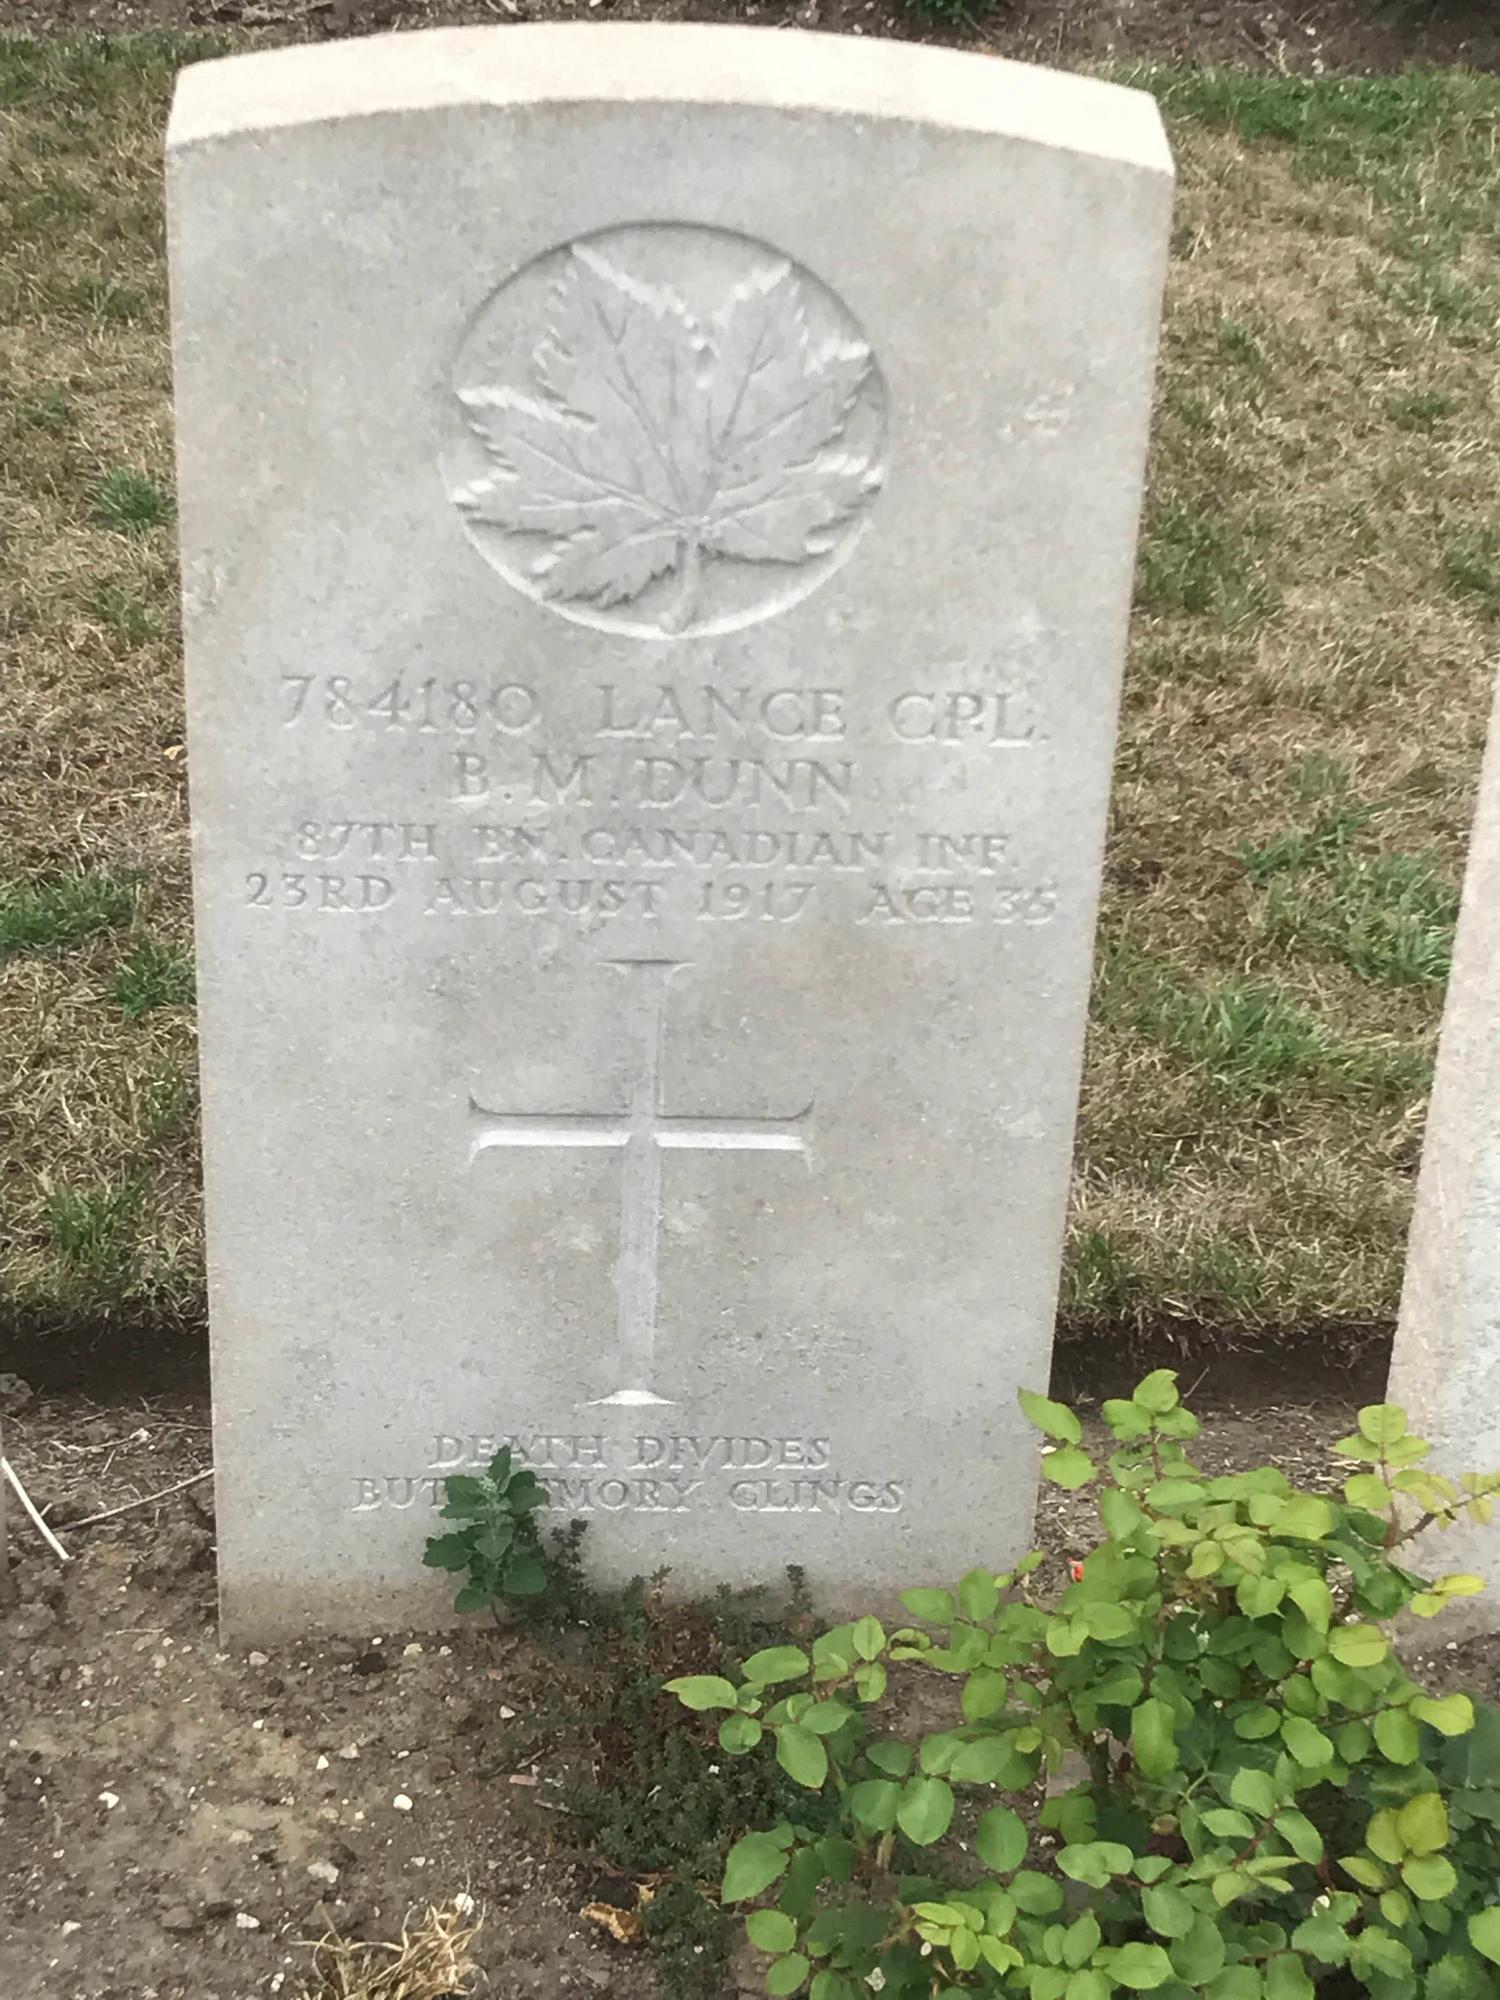 784180 LANCE CPL.
B. M. DUNN
87TH BN. CANADIAN INF.
23RD AUGUST 1917 AGE 35
DEATH DIVIDES
BUT CLINGS